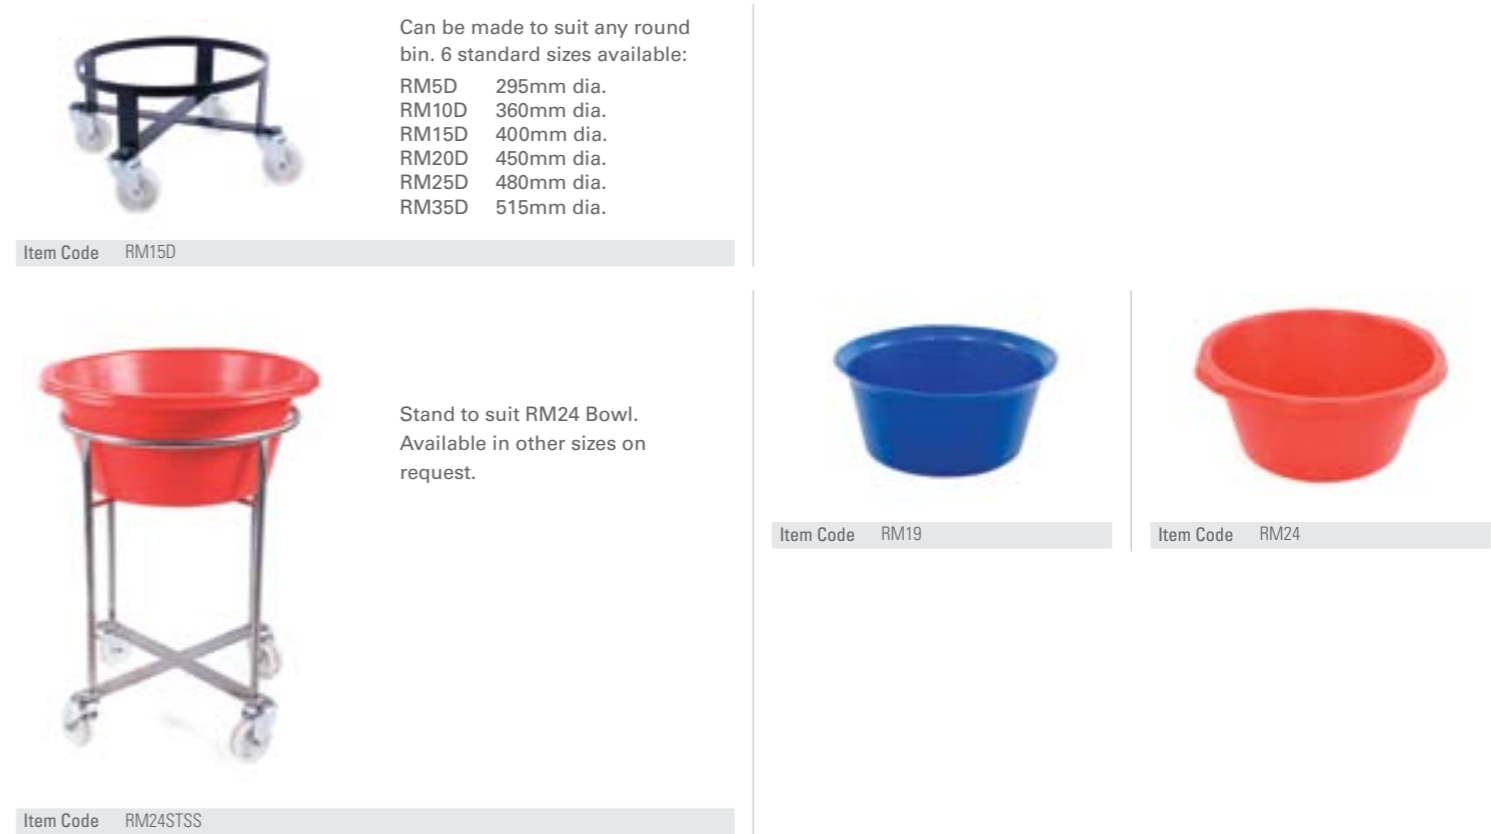 Can be made to suit any round
bin. 6 standard sizes available:
RM5D 295mm dia.
RM10D 360mm dia.
RM15D 400mm dia.
RM20D 450mm dia.
RM25D 480mm dia.
RM35D 515mm dia.
Item Code RM15D
Stand to suit RM24 Bowl.
Available in other sizes on
request.
Item Code RM19
Item Code RM24
Item Code RM24STSS